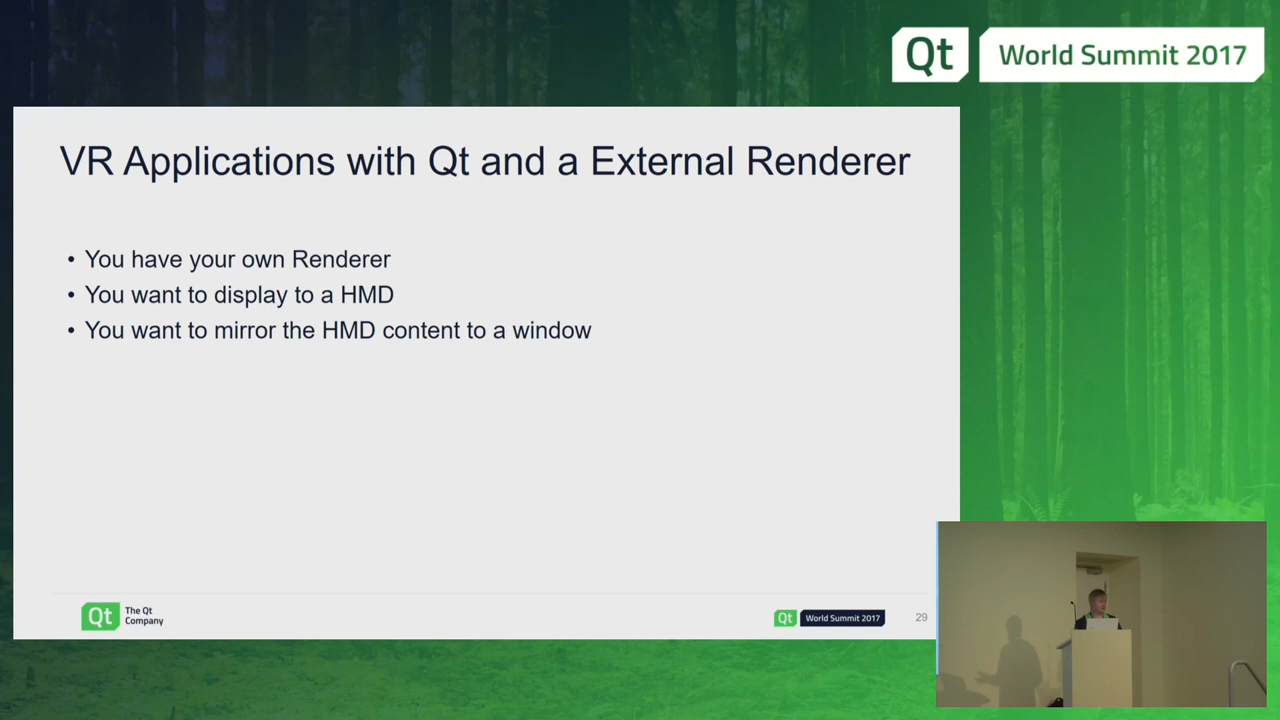 Qt World Summit 2017
VR Applications with Qt and a External Renderer
• You have your own Renderer
• You want to display to a HMD
• You want to mirror the HMD content to a window
Qt The Qt
Company
Qt World Summit 2017 29